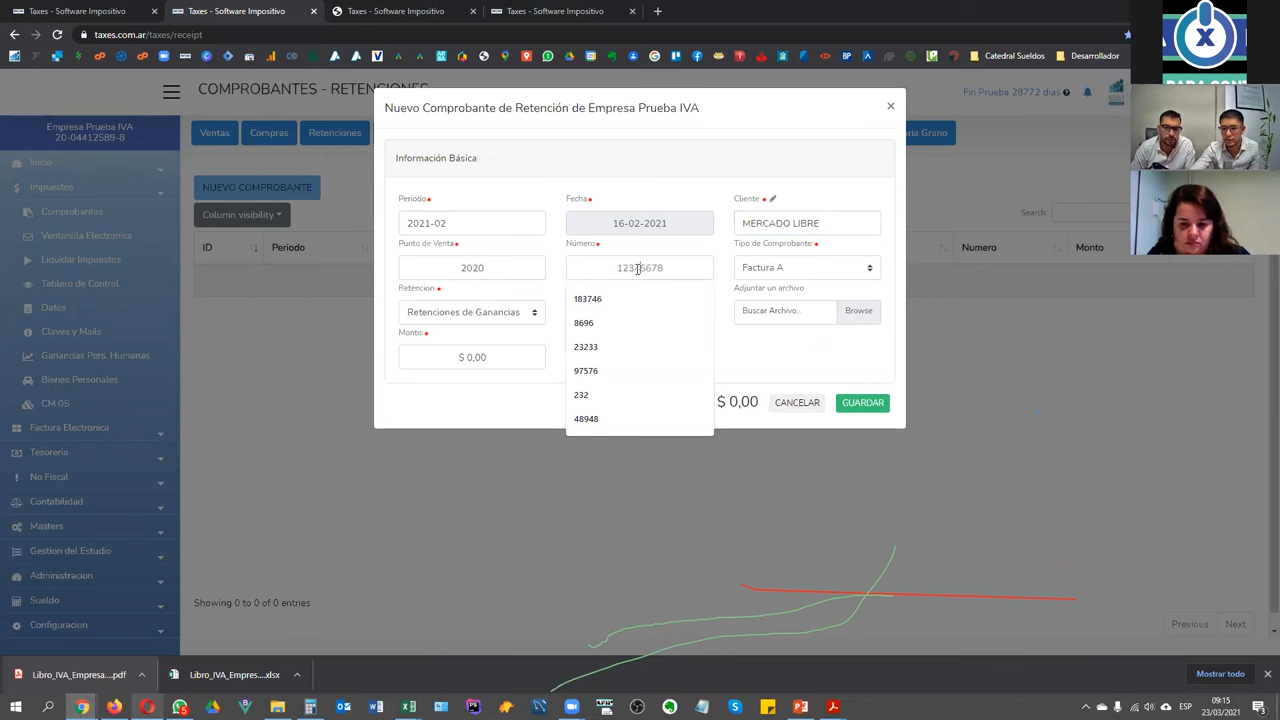 Taxes - Software Impositivo
Taxes - Software Impositivo
Taxes - Software Impositivo
Taxes - Software Impositivo
taxes.com.ar/taxes/receipt
Catedral Sueldos
Desarrollador
X
PARA CONT
COMPROBANTES - RETENCIONES
Fin Prueba 28772 dias
Empresa Prueba IVA
20-04412589-8
Ventas
Compras
Retenciones
aria Grano
NUEVO COMPROBANTE
Column visibility
Search:
ID
Periodo
Numero
Monto
Inicio
Impuestos
Comprobantes
Ventanilla Electronica
Liquidar Impuestos
Tablero de Control
Datos
Claves y Mails
Ganancias Pers. Humanas
Bienes Personales
CM 05
Factura Electronica
Tesoreria
No Fiscal
Contabilidad
Masters
Gestion del Estudio
Administracion
Sueldo
Configuracion
Nuevo Comprobante de Retención de Empresa Prueba IVA
×
Información Básica
Periodo
Fecha
Cliente
2021-02
16-02-2021
MERCADO LIBRE
Punto de Venta
Número
Tipo de Comprobante:
2020
12345678
Factura A
Retencion:
Adjuntar un archivo
Retenciones de Ganancias
Buscar Archivo...
Browse
Monto:
$ 0,00
183746
8696
23233
97576
232
48948
$ 0,00
CANCELAR
GUARDAR
Showing 0 to 0 of 0 entries
Previous
Next
Libro_IVA_Empresa....pdf
Libro_IVA_Empres....xlsx
Mostrar todo
ESP
09:15
23/03/2021